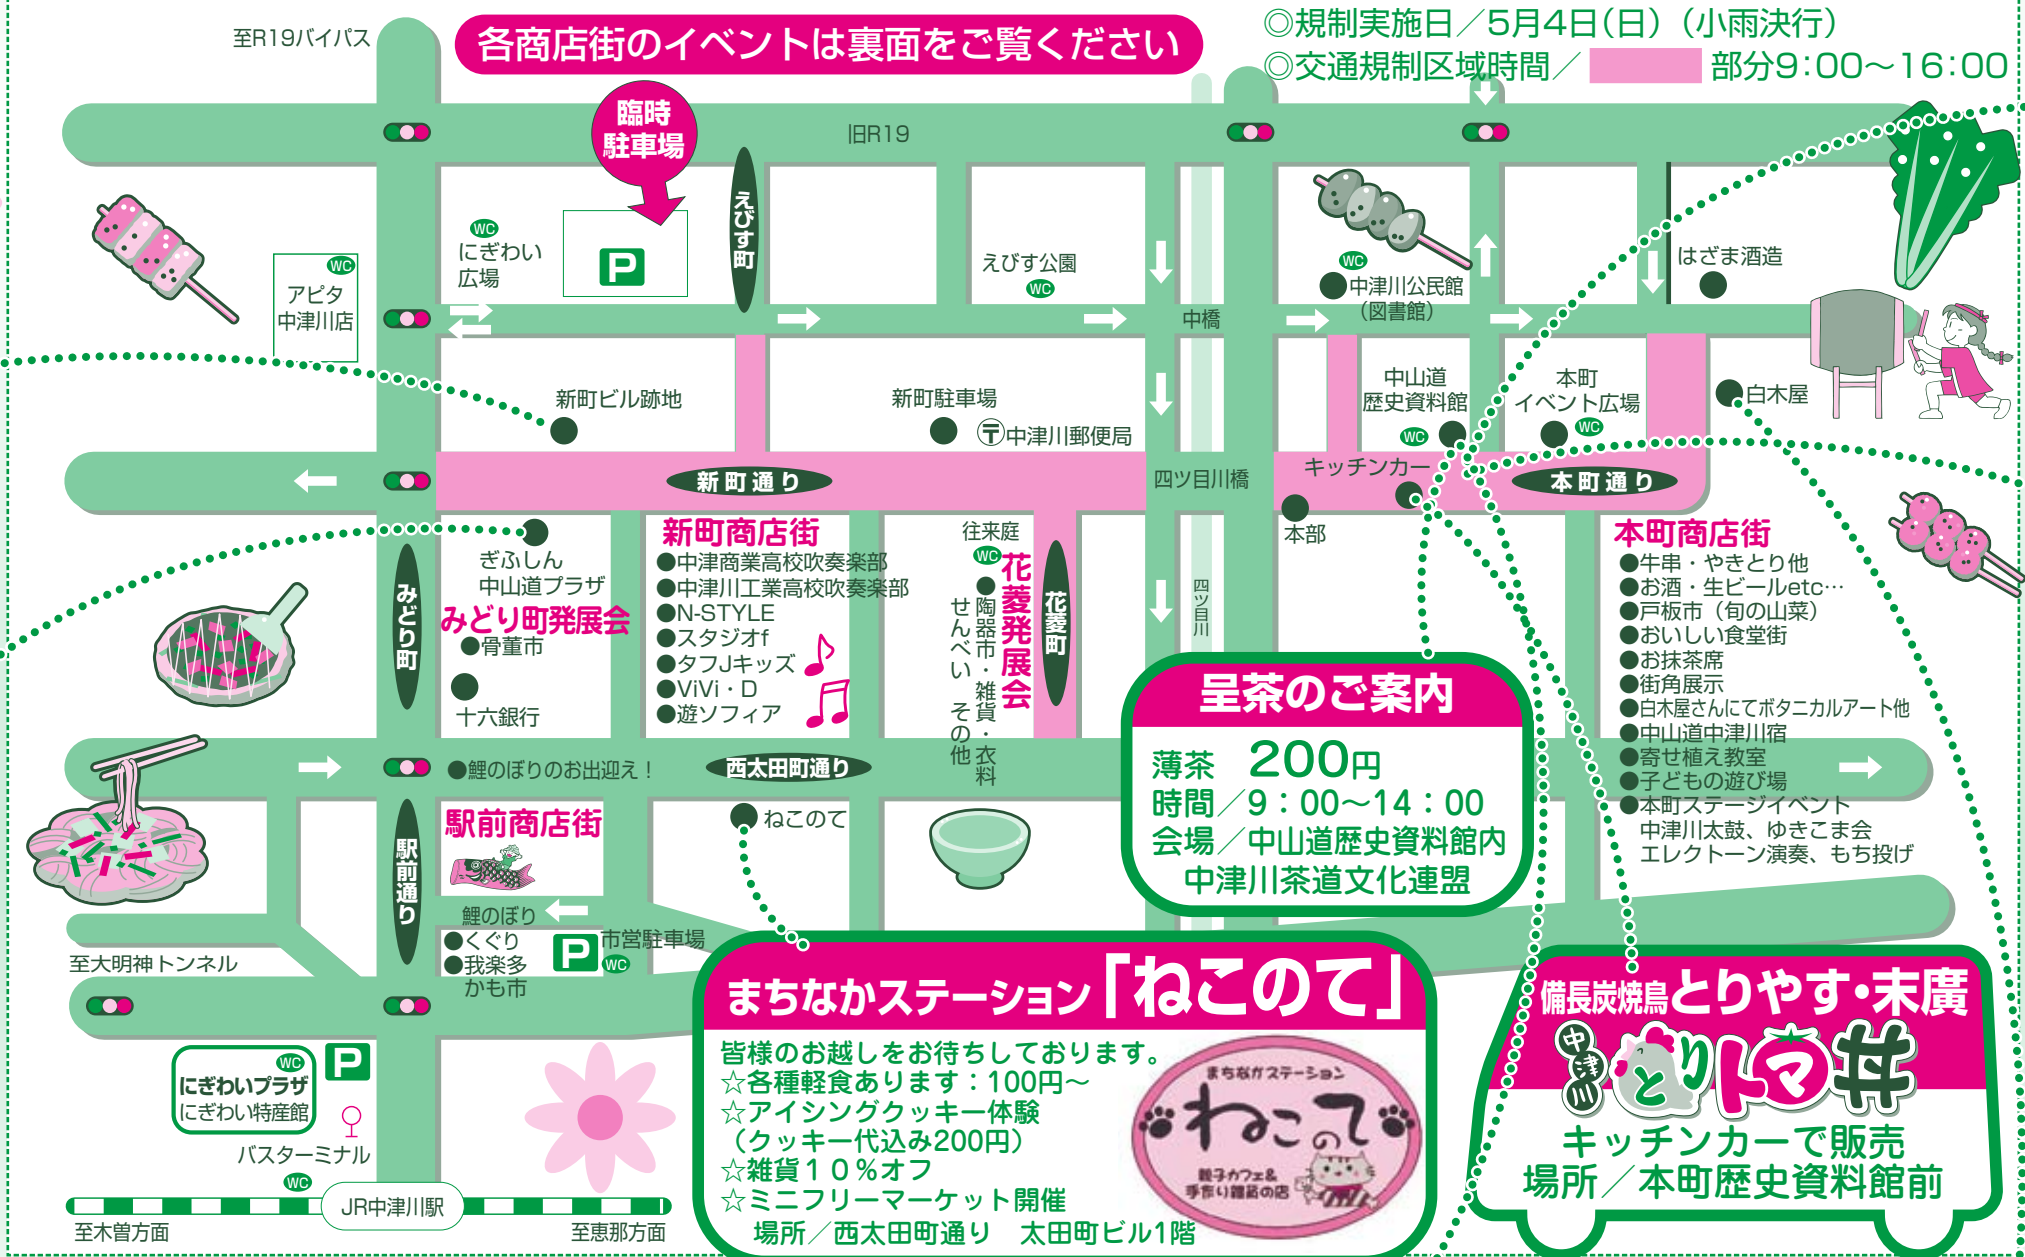 至R19バイパス
各商店街のイベントは裏面をご覧ください
◎規制実施日／5月4日(日)（小雨決行）
◎交通規制区域時間／ 部分9:00〜16:00
臨時
駐車場
旧R19
えびす町
WC
にぎわい
広場
P
WC
アピタ
中津川店
えびす公園
WC
中橋
WC
中津川公民館
（図書館）
はざま酒造
新町ビル跡地
新町駐車場
〒中津川郵便局
中山道
歴史資料館
WC
本町
イベント広場
WC
白木屋
新町通り
四ツ目川橋
キッチンカー
本町通り
本部
四ツ目川
みどり町
ぎふしん
中山道プラザ
みどり町発展会
●骨董市
十六銀行
新町商店街
●中津商業高校吹奏楽部
●中津川工業高校吹奏楽部
●N-STYLE
●スタジオf
●タフJキッズ
●ViVi・D
●遊ソフィア
往来庭
WC
花菱発展会
●陶器市・雑貨・衣料
せんべい その他
花菱町
本町商店街
●牛串・やきとり他
●お酒・生ビールetc…
●戸板市（旬の山菜）
●おいしい食堂街
●お抹茶席
●街角展示
●白木屋さんにてボタニカルアート他
●中山道中津川宿
●寄せ植え教室
●子どもの遊び場
●本町ステージイベント
中津川太鼓、ゆきこま会
エレクトーン演奏、もち投げ
呈茶のご案内
薄茶 200円
時間／9：00〜14：00
会場／中山道歴史資料館内
中津川茶道文化連盟
●鯉のぼりのお出迎え！
西太田町通り
駅前商店街
駅前通り
ねこのて
鯉のぼり
●くぐり
●我楽多
かも市
P
市営駐車場
WC
至大明神トンネル
WC
にぎわいプラザ
にぎわい特産館
P
バスターミナル
WC
JR中津川駅
至木曽方面
至恵那方面
まちなかステーション「ねこのて」
皆様のお越しをお待ちしております。
☆各種軽食あります：100円〜
☆アイシングクッキー体験
（クッキー代込み200円）
☆雑貨１０％オフ
☆ミニフリーマーケット開催
場所／西太田町通り 太田町ビル1階
まちなかステーション
ねこのて
親子カフェ&
手作り雑貨の店
備長炭焼鳥とりやす・末廣
中津川
とりトマ丼
キッチンカーで販売
場所／本町歴史資料館前